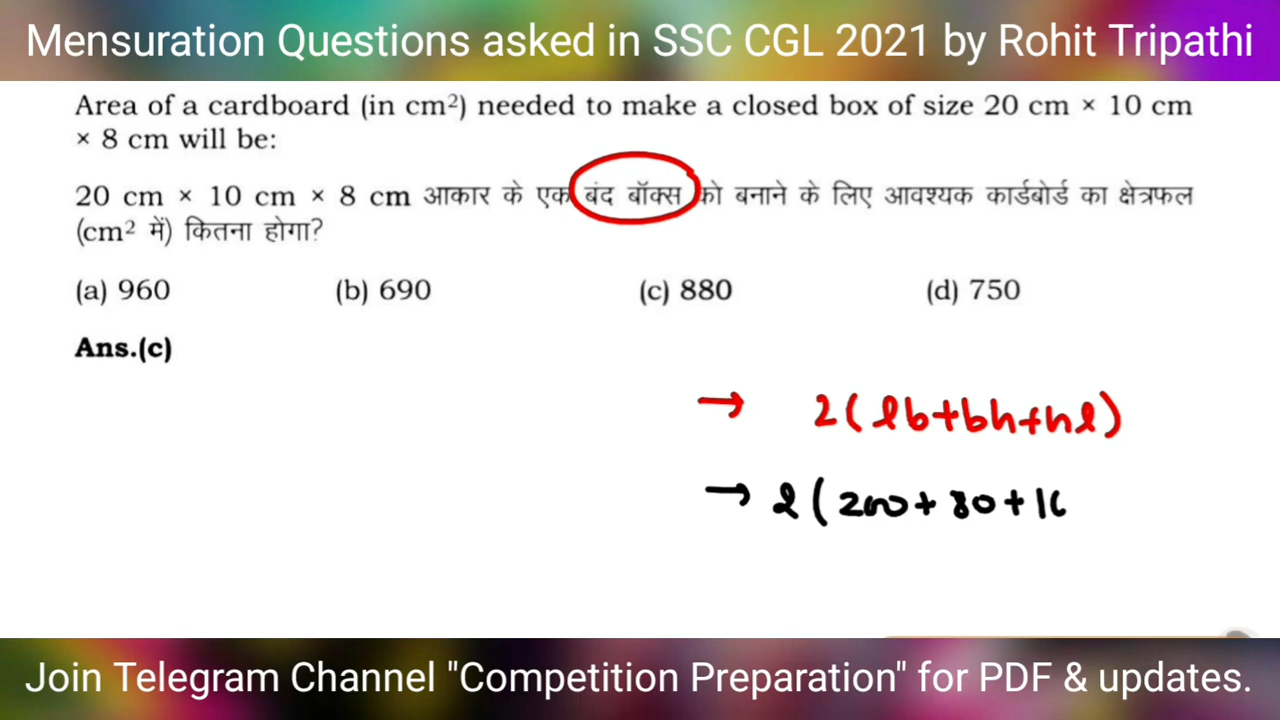 Mensuration Questions asked in SSC CGL 2021 by Rohit Tripathi
Area of a cardboard (in cm²) needed to make a closed box of size 20 cm × 10 cm
× 8 cm will be:
20 cm × 10 cm × 8 cm आकार के एक बंद बॉक्स को बनाने के लिए आवश्यक कार्डबोर्ड का क्षेत्रफल
(cm² में) कितना होगा?
(a) 960 (b) 690 (c) 880 (d) 750
Ans.(c)
→ 2(lb+bh+hl)
→ 2(200+80+16
Join Telegram Channel "Competition Preparation" for PDF & updates.